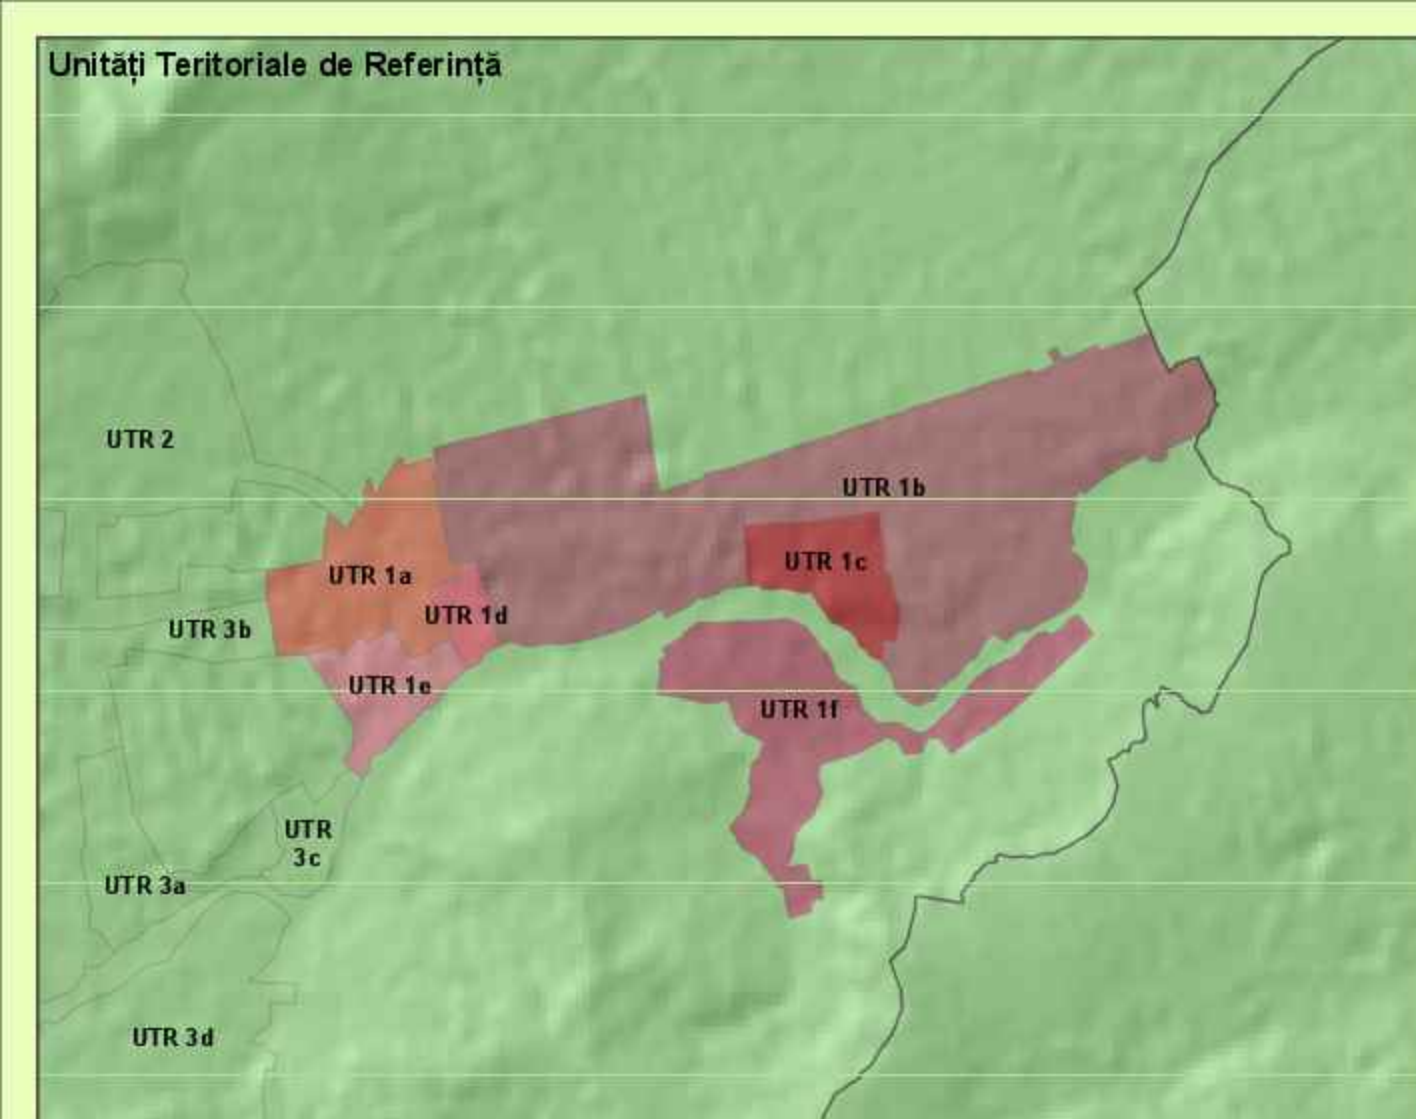 Unități Teritoriale de Referință
UTR 2
UTR 1b
UTR 1c
UTR 1a
UTR 1d
UTR 3b
UTR 1e
UTR 1f
UTR
3c
UTR 3a
UTR 3d